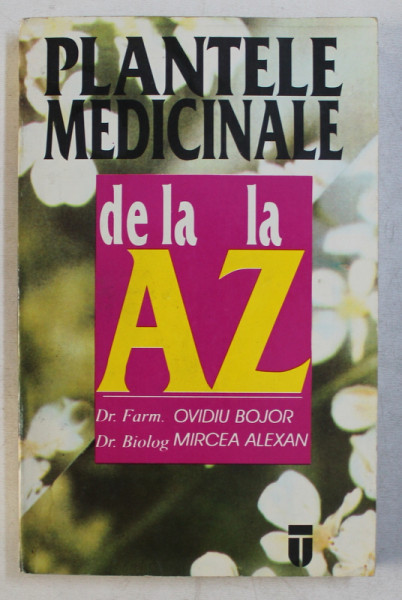 PLANTELE
MEDICINALE
de la la
AZ
Dr. Farm. OVIDIU BOJOR
Dr. Biolog MIRCEA ALEXAN